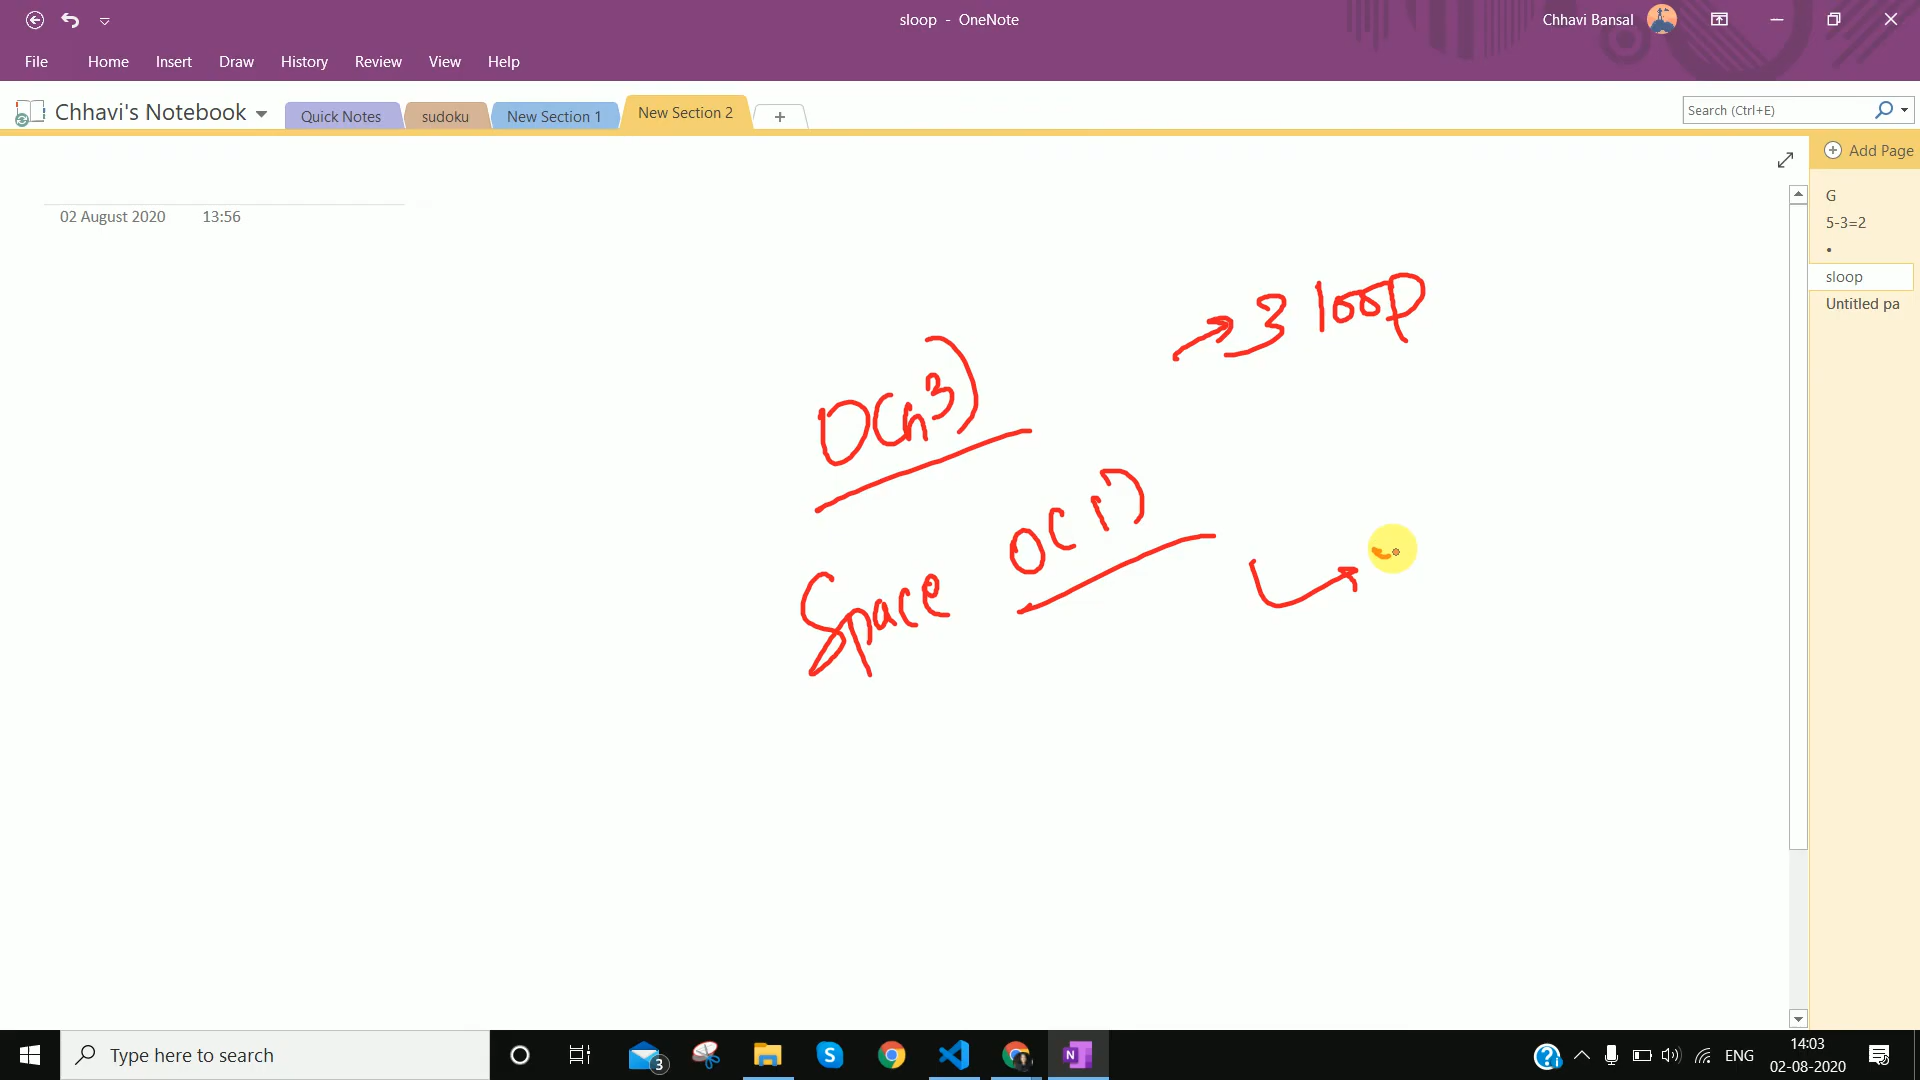 sloop - OneNote
Chhavi Bansal
File Home Insert Draw History Review View Help
Chhavi's Notebook
Quick Notes
sudoku
New Section 1
New Section 2
+
Search (Ctrl+E)
Add Page
02 August 2020 13:56
G
5-3=2
•
sloop
Untitled pa
→ 3 loop
O(n³)
Space O(1)
Type here to search
3
S
N
ENG
14:03
02-08-2020